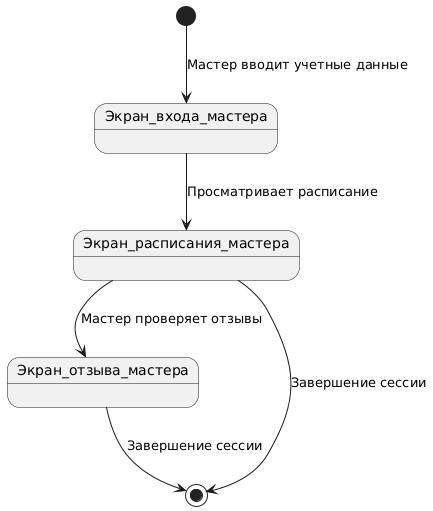 Мастер вводит учетные данные
Экран_входа_мастера
Просматривает расписание
Экран_расписания_мастера
Мастер проверяет отзывы
Экран_отзыва_мастера
Завершение сессии
Завершение сессии